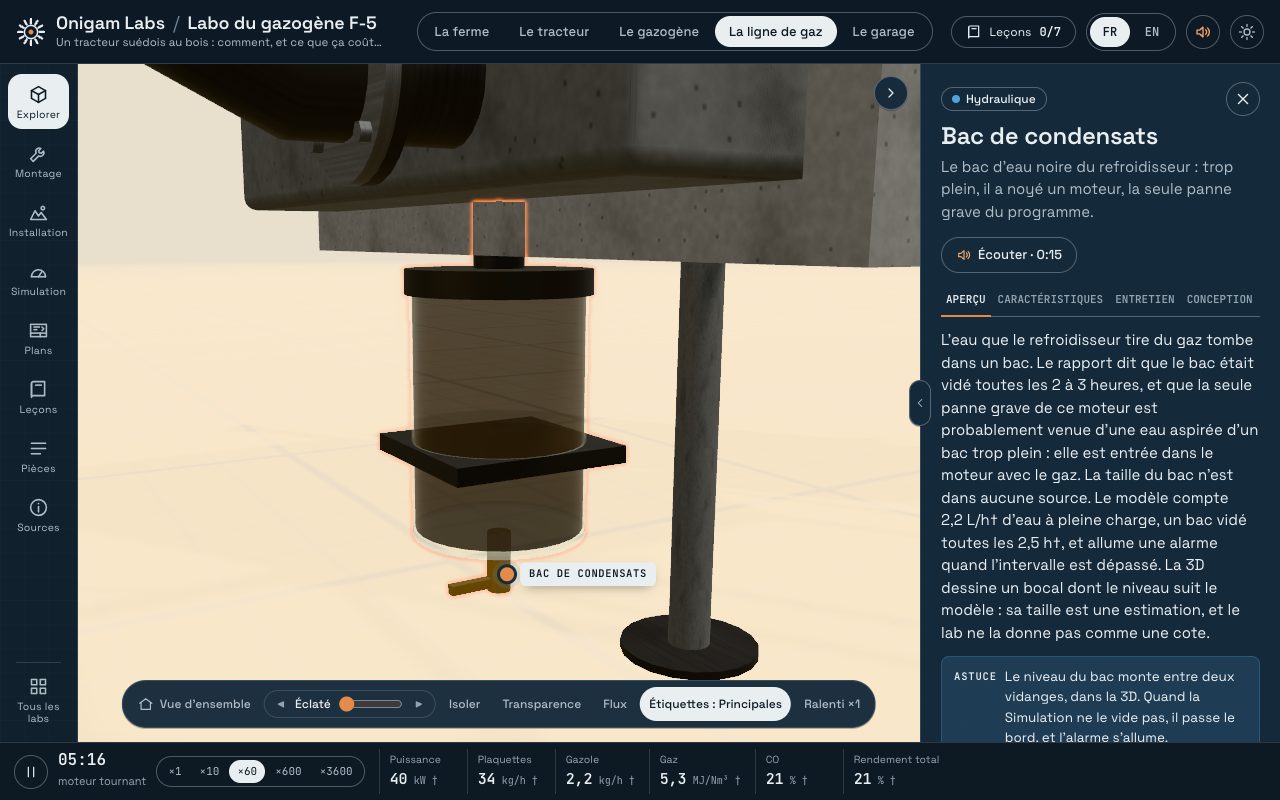 Onigam Labs / Labo du gazogène F-5
Un tracteur suédois au bois : comment, et ce que ça coût…
La ferme
Le tracteur
Le gazogène
La ligne de gaz
Le garage
Leçons 0/7
FR
EN
Explorer
Montage
Installation
Simulation
Plans
Leçons
Pièces
Sources
Tous les
labs
BAC DE CONDENSATS
Hydraulique
Bac de condensats
Le bac d'eau noire du refroidisseur : trop
plein, il a noyé un moteur, la seule panne
grave du programme.
Écouter · 0:15
APERÇU
CARACTÉRISTIQUES
ENTRETIEN
CONCEPTION
L'eau que le refroidisseur tire du gaz tombe
dans un bac. Le rapport dit que le bac était
vidé toutes les 2 à 3 heures, et que la seule
panne grave de ce moteur est
probablement venue d'une eau aspirée d'un
bac trop plein : elle est entrée dans le
moteur avec le gaz. La taille du bac n'est
dans aucune source. Le modèle compte
2,2 L/h† d'eau à pleine charge, un bac vidé
toutes les 2,5 h†, et allume une alarme
quand l'intervalle est dépassé. La 3D
dessine un bocal dont le niveau suit le
modèle : sa taille est une estimation, et le
lab ne la donne pas comme une cote.
ASTUCE
Le niveau du bac monte entre deux
vidanges, dans la 3D. Quand la
Simulation ne le vide pas, il passe le
bord, et l'alarme s'allume.
Vue d'ensemble
◄ Éclaté ►
Isoler
Transparence
Flux
Étiquettes : Principales
Ralenti ×1
05:16
moteur tournant
×1
×10
×60
×600
×3600
Puissance
40 kW †
Plaquettes
34 kg/h †
Gazole
2,2 kg/h †
Gaz
5,3 MJ/Nm³ †
CO
21 % †
Rendement total
21 % †